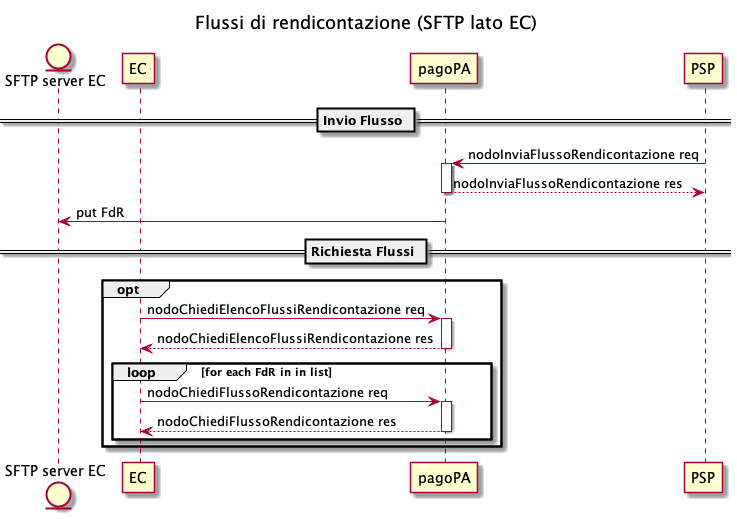 Flussi di rendicontazione (SFTP lato EC)
SFTP server EC
EC
pagoPA
PSP
Invio Flusso
nodoInviaFlussoRendicontazione req
nodoInviaFlussoRendicontazione res
put FdR
Richiesta Flussi
opt
nodoChiediElencoFlussiRendicontazione req
nodoChiediElencoFlussiRendicontazione res
loop [for each FdR in in list]
nodoChiediFlussoRendicontazione req
nodoChiediFlussoRendicontazione res
SFTP server EC
EC
pagoPA
PSP